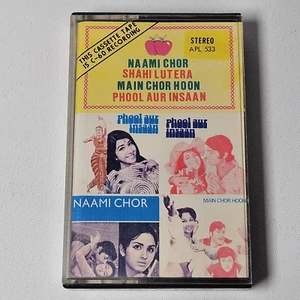 THIS CASSETTE TAPE
IS C-60 RECORDING
STEREO
APL 533
NAAMI CHOR
SHAHI LUTERA
MAIN CHOR HOON
PHOOL AUR INSAAN
phool aur
insaan
phool aur
insaan
NAAMI CHOR
MAIN CHOR HOON